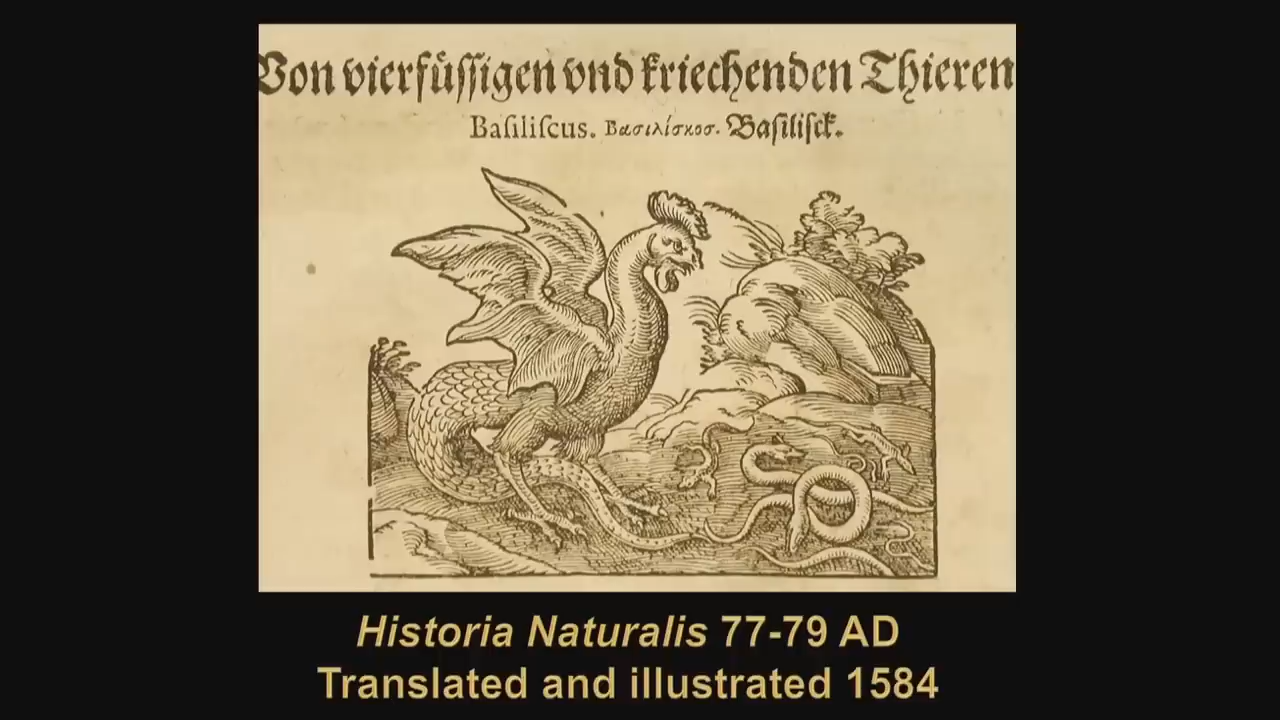 Von vierfüſſigen vnd kriechenden Thieren
Baſiliſcus. Βασιλίσκοσ. Baſiliſck.
Historia Naturalis 77-79 AD
Translated and illustrated 1584